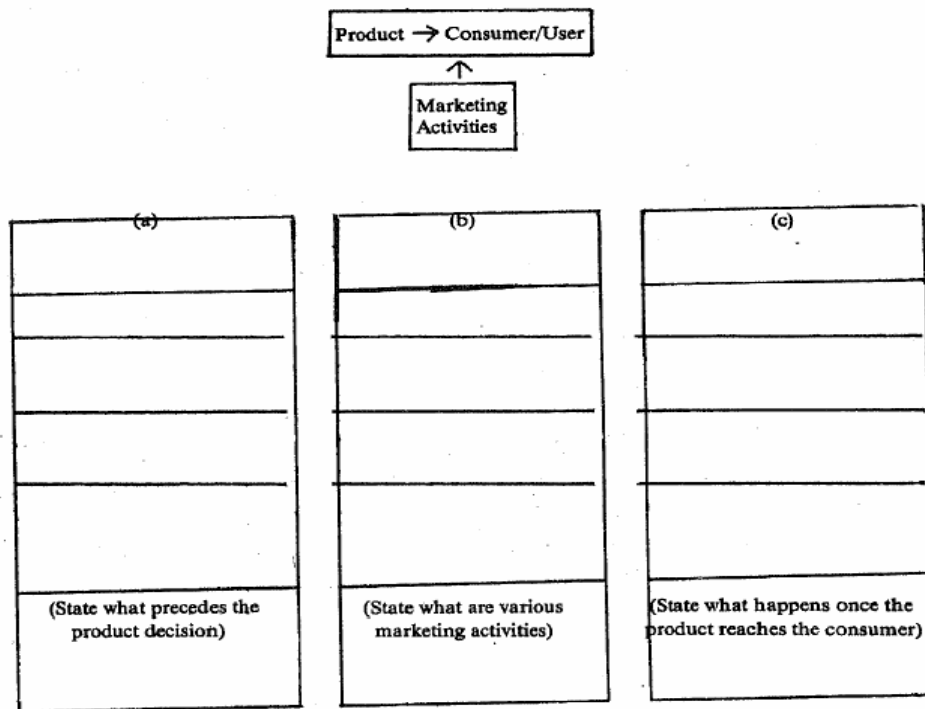 Product → Consumer/User
Marketing
Activities
(a)
(b)
(c)
(State what precedes the
product decision)
(State what are various
marketing activities)
(State what happens once the
product reaches the consumer)